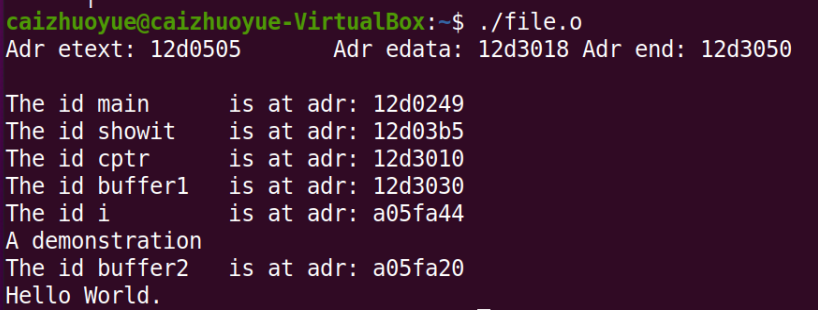 caizhuoyue@caizhuoyue-VirtualBox:~$ ./file.o
Adr etext: 12d0505      Adr edata: 12d3018 Adr end: 12d3050
The id main     is at adr: 12d0249
The id showit   is at adr: 12d03b5
The id cptr     is at adr: 12d3010
The id buffer1  is at adr: 12d3030
The id i        is at adr: a05fa44
A demonstration
The id buffer2  is at adr: a05fa20
Hello World.